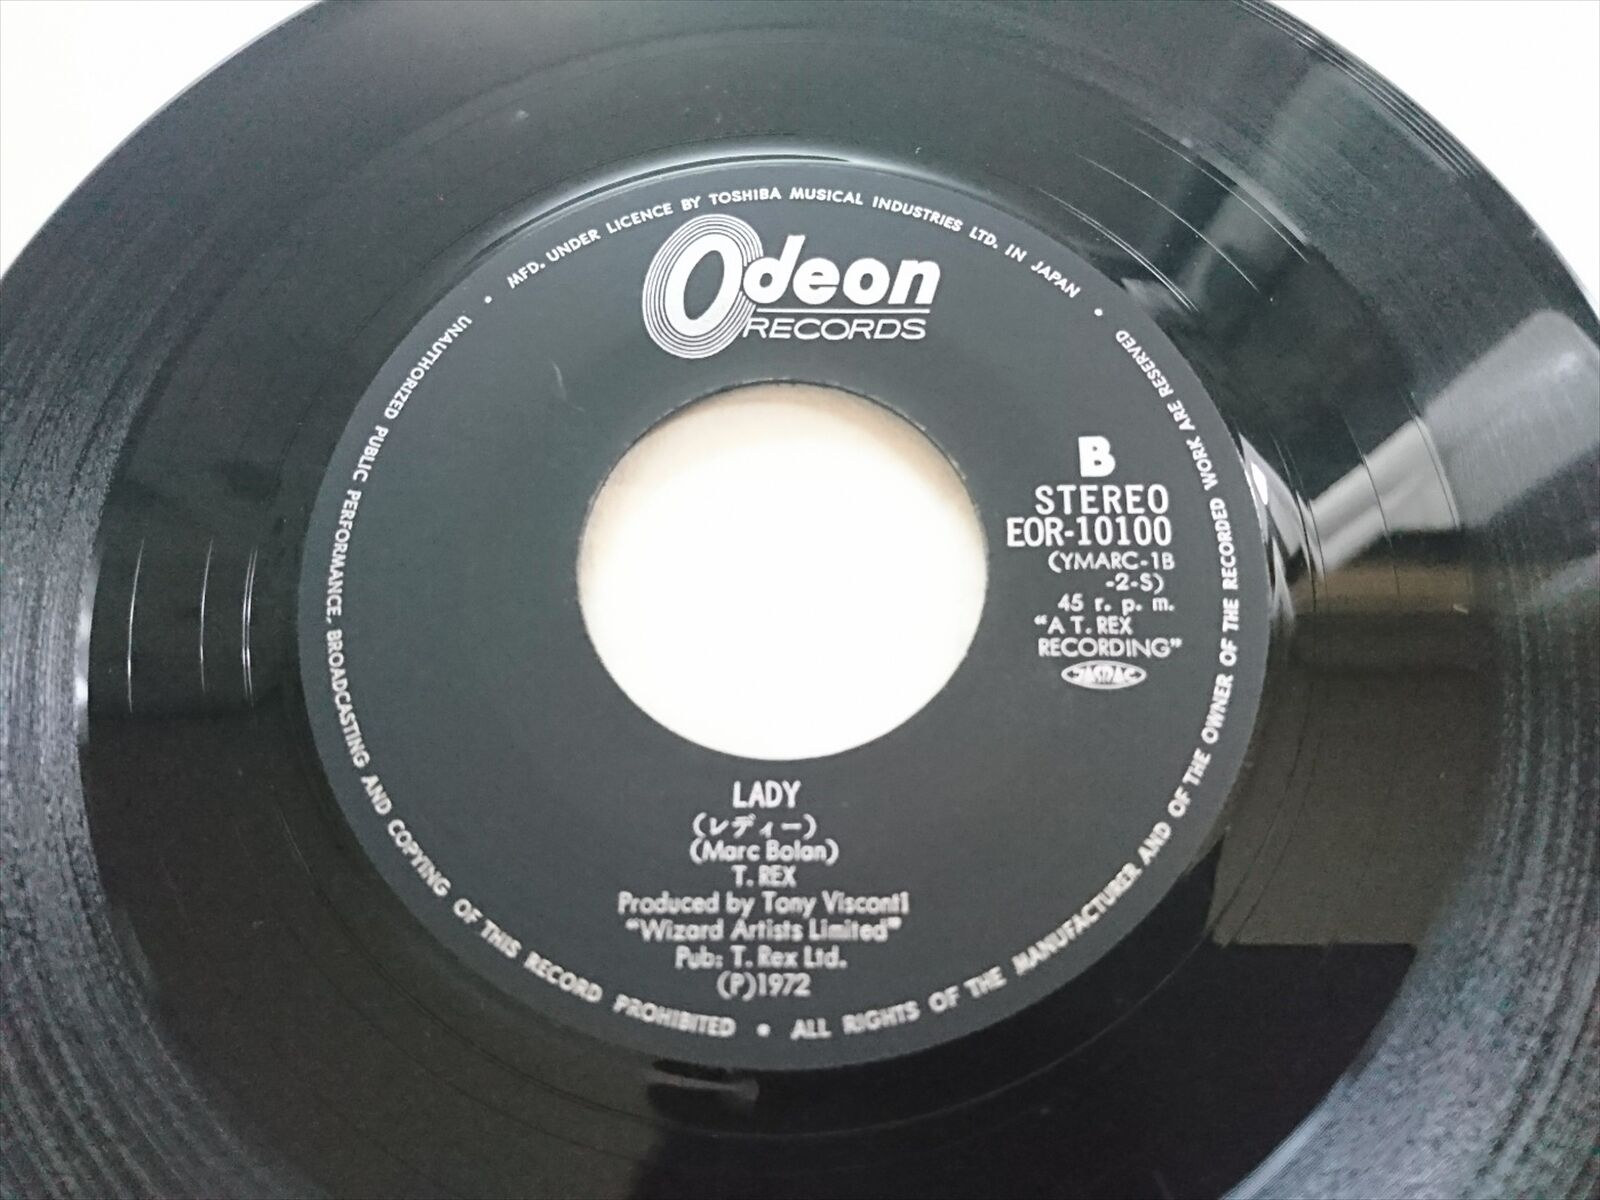 MFD. UNDER LICENCE BY TOSHIBA MUSICAL INDUSTRIES LTD. IN JAPAN
Odeon
RECORDS
B
STEREO
EOR-10100
(YMARC-1B
-2-S)
45 r. p. m.
"A T. REX
RECORDING"
JASRAC
LADY
(レディー)
(Marc Bolan)
T. REX
Produced by Tony Visconti
"Wizard Artists Limited"
Pub: T. Rex Ltd.
(P)1972
UNAUTHORIZED PUBLIC PERFORMANCE, BROADCASTING AND COPYING OF THIS RECORD PROHIBITED • ALL RIGHTS OF THE MANUFACTURER AND OF THE OWNER OF THE RECORDED WORK ARE RESERVED